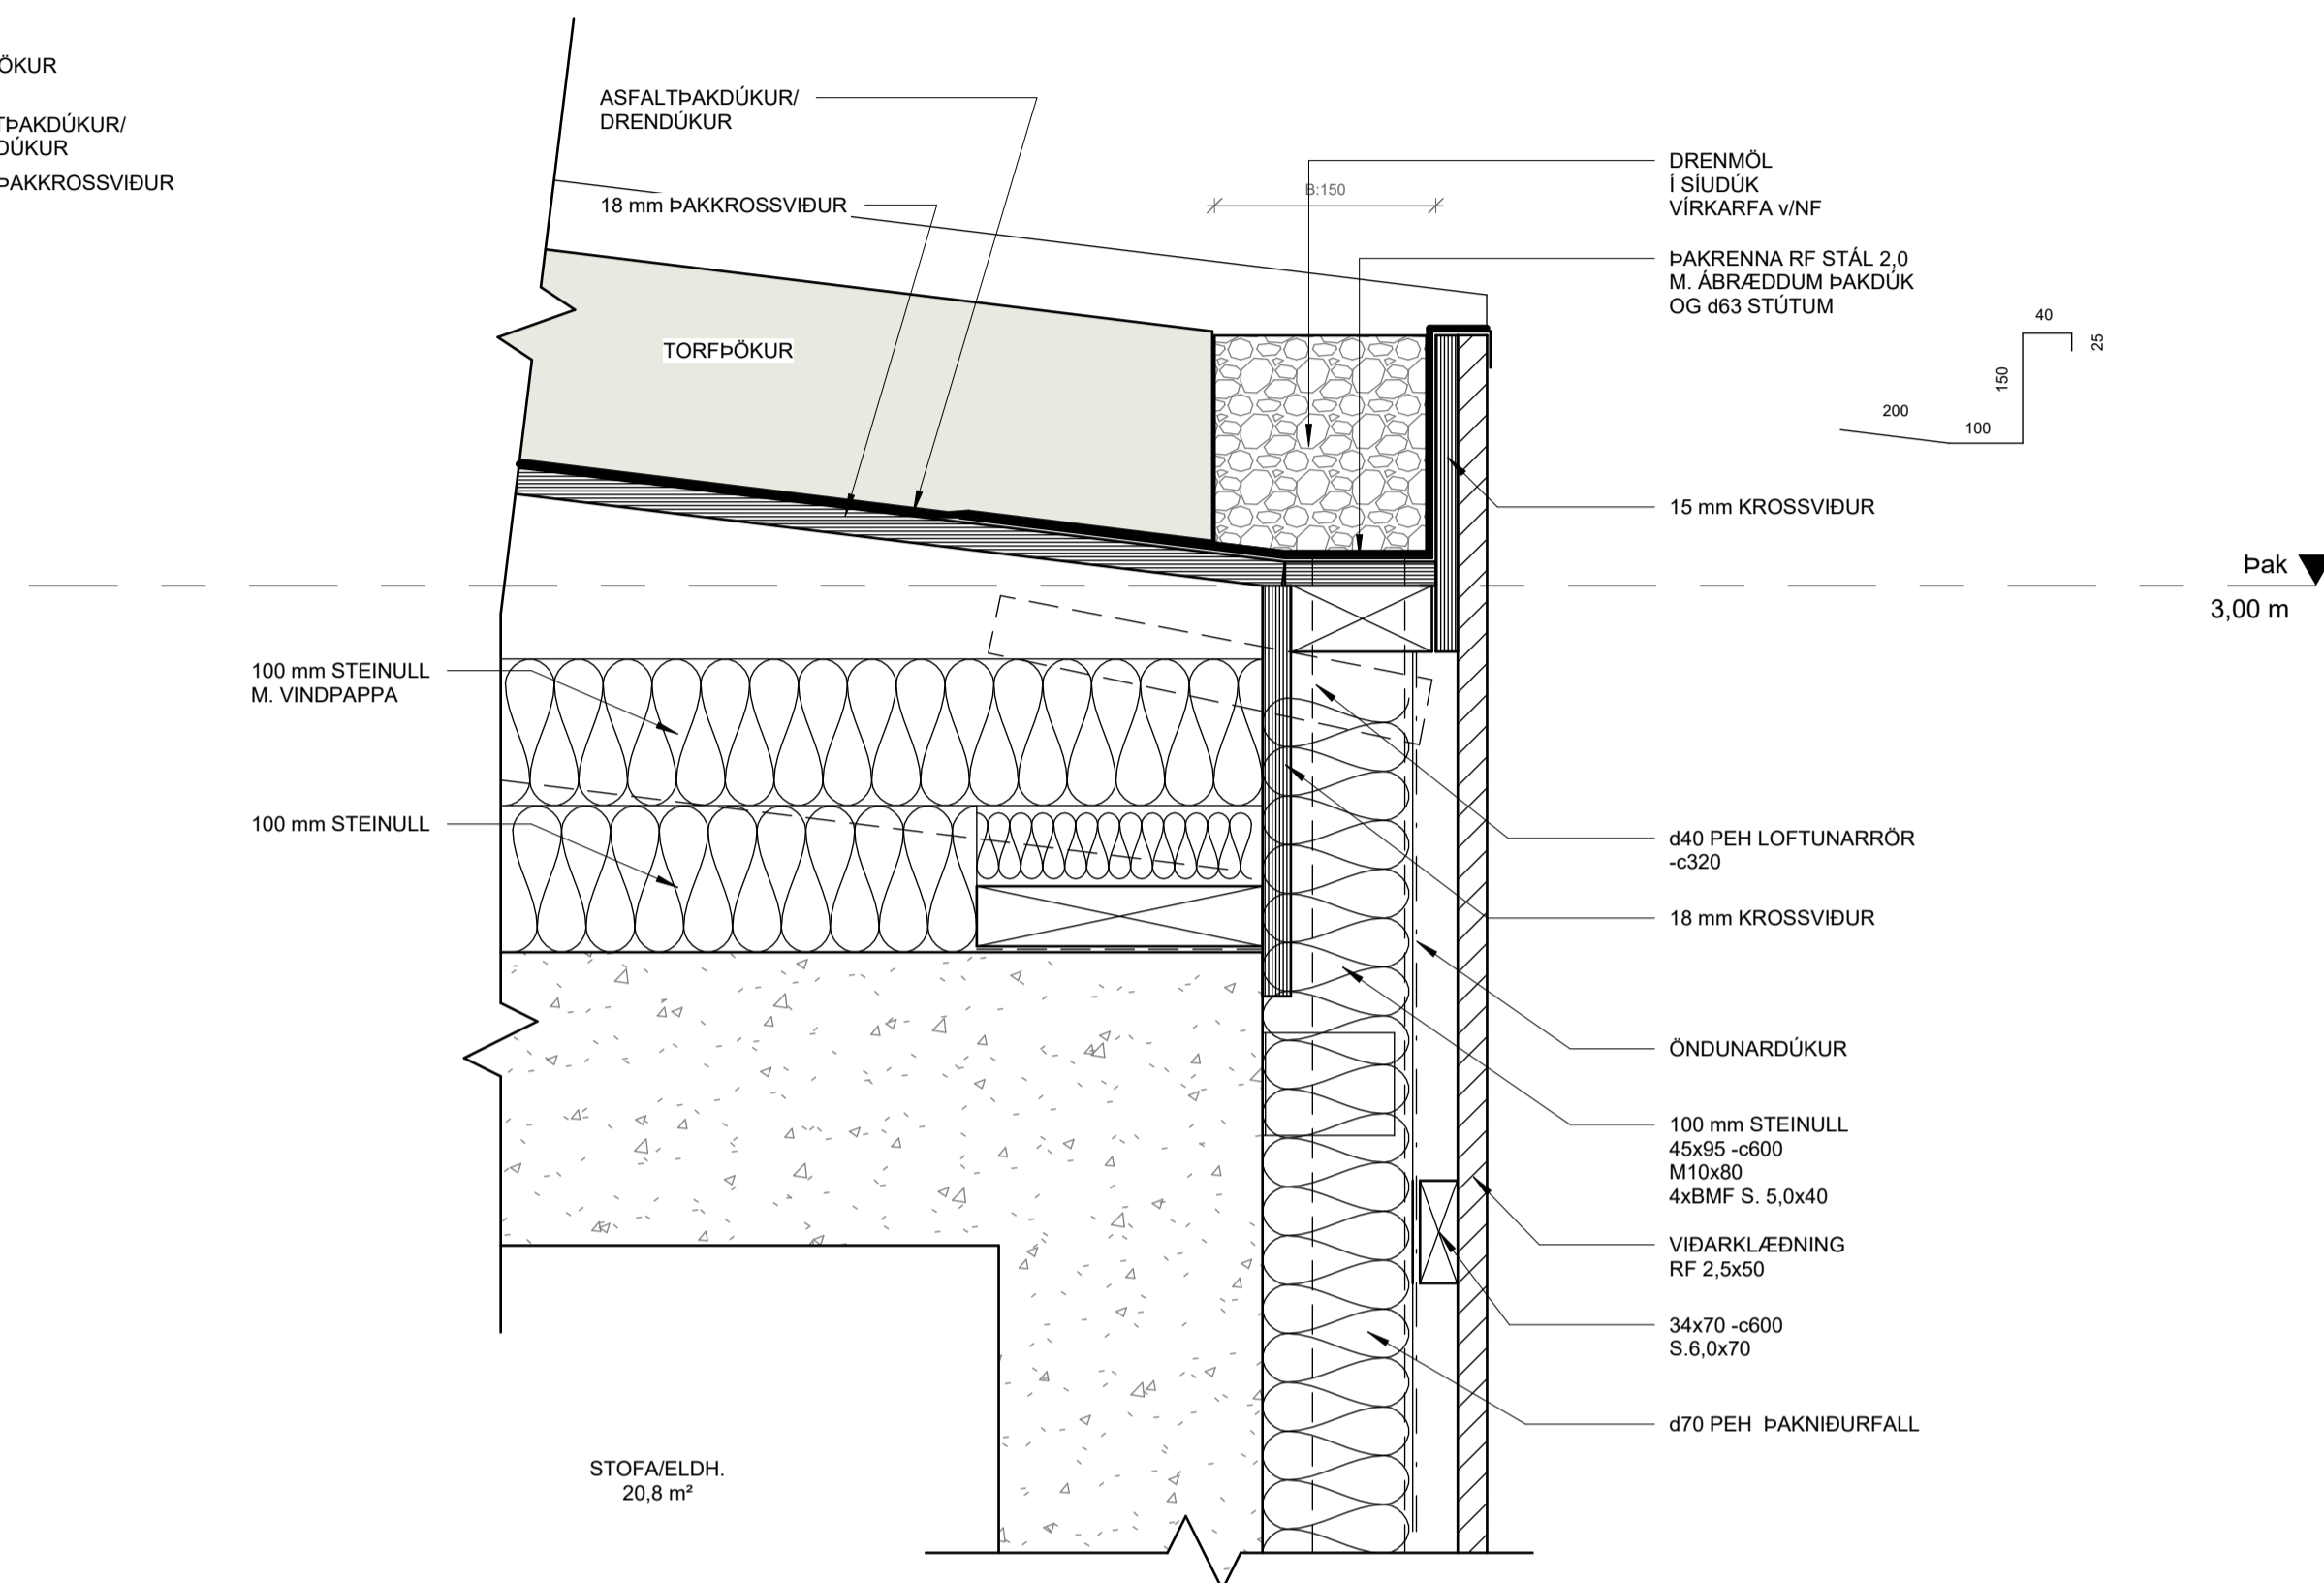 ÖKUR
TÞAKDÚKUR/
DÚKUR
ÞAKKROSSVIÐUR
ASFALTÞAKDÚKUR/
DRENDÚKUR
18 mm ÞAKKROSSVIÐUR
TORFÞÖKUR
B:150
DRENMÖL
Í SÍUDÚK
VÍRKARFA v/NF
ÞAKRENNA RF STÁL 2,0
M. ÁBRÆDDUM ÞAKDÚK
OG d63 STÚTUM
40
25
150
200
100
15 mm KROSSVIÐUR
Þak
3,00 m
100 mm STEINULL
M. VINDPAPPA
100 mm STEINULL
d40 PEH LOFTUNARRÖR
-c320
18 mm KROSSVIÐUR
ÖNDUNARDÚKUR
100 mm STEINULL
45x95 -c600
M10x80
4xBMF S. 5,0x40
VIÐARKLÆÐNING
RF 2,5x50
34x70 -c600
S.6,0x70
d70 PEH ÞAKNIÐURFALL
STOFA/ELDH.
20,8 m²